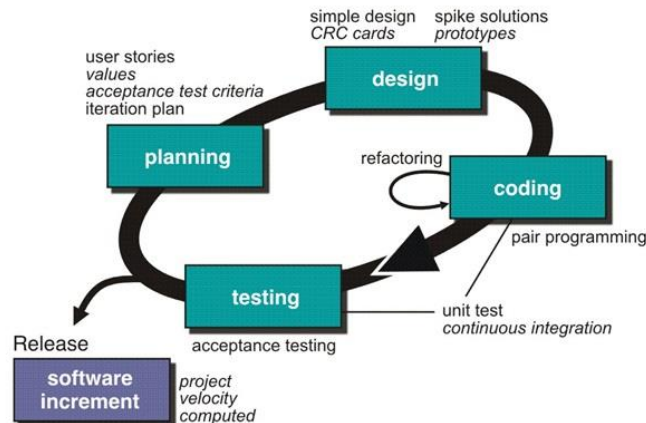 simple design
CRC cards
spike solutions
prototypes
user stories
values
acceptance test criteria
iteration plan
design
planning
refactoring
coding
pair programming
testing
unit test
continuous integration
acceptance testing
Release
software
increment
project
velocity
computed